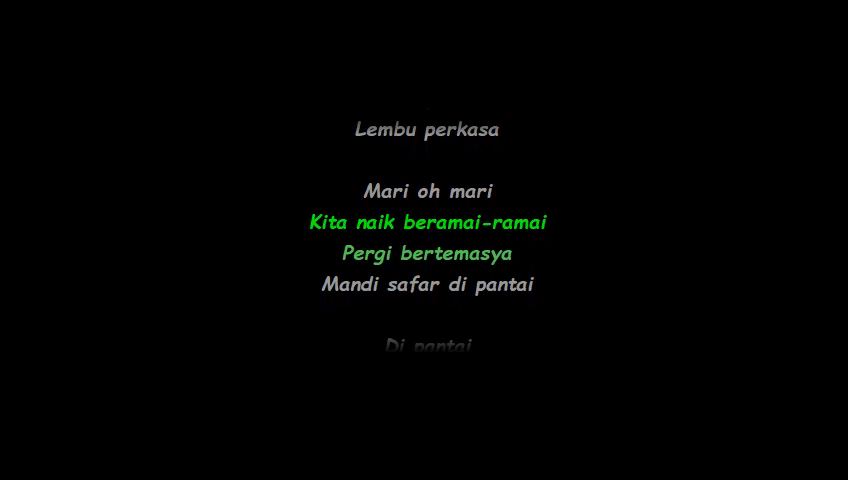 Lembu perkasa
Mari oh mari
Kita naik beramai-ramai
Pergi bertemasya
Mandi safar di pantai
Di pantai